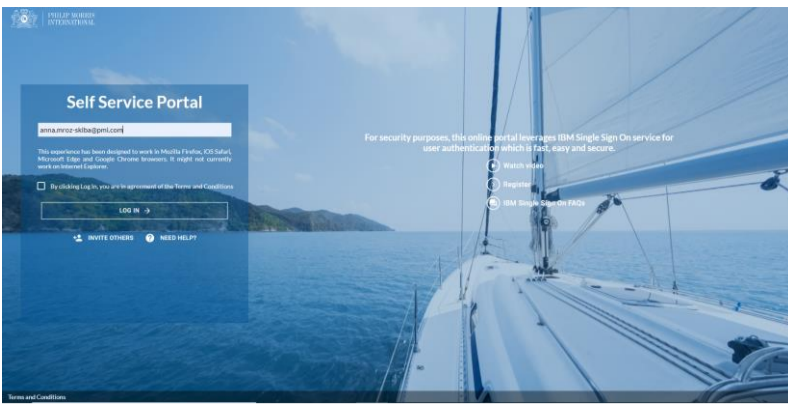 PHILIP MORRIS
INTERNATIONAL
Self Service Portal
anna.mroz-skiba@pmi.com
This experience has been designed to work in Mozilla Firefox, IOS Safari,
Microsoft Edge and Google Chrome browsers. It might not currently
work on Internet Explorer.
By clicking Log in, you are in agreement of the Terms and Conditions
LOG IN →
INVITE OTHERS
? NEED HELP?
For security purposes, this online portal leverages IBM Single Sign On service for
user authentication which is fast, easy and secure.
Watch video
Register
IBM Single Sign On FAQs
Terms and Conditions